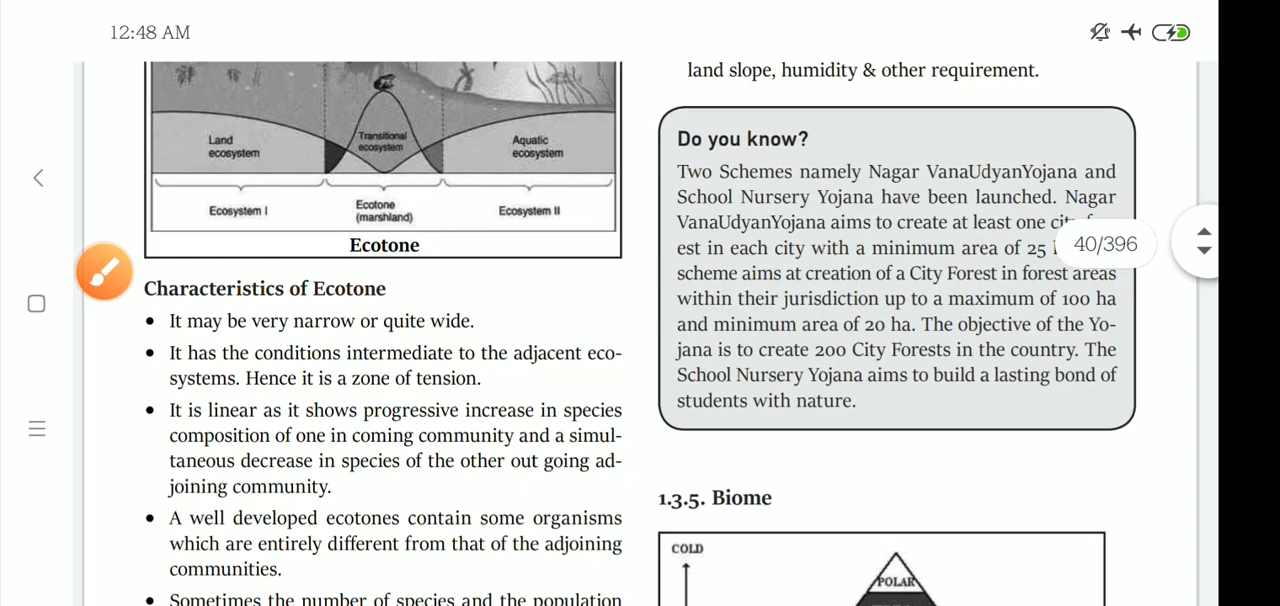 12:48 AM
Land
ecosystem
Transitional
ecosystem
Aquatic
ecosystem
Ecosystem I
Ecotone
(marshland)
Ecosystem II
Ecotone
Characteristics of Ecotone
• It may be very narrow or quite wide.
• It has the conditions intermediate to the adjacent eco-
systems. Hence it is a zone of tension.
• It is linear as it shows progressive increase in species
composition of one in coming community and a simul-
taneous decrease in species of the other out going ad-
joining community.
• A well developed ecotones contain some organisms
which are entirely different from that of the adjoining
communities.
• Sometimes the number of species and the population
land slope, humidity & other requirement.
Do you know?
Two Schemes namely Nagar VanaUdyanYojana and
School Nursery Yojana have been launched. Nagar
VanaUdyanYojana aims to create at least one
est in each city with a minimum area of 25
scheme aims at creation of a City Forest in forest areas
within their jurisdiction up to a maximum of 100 ha
and minimum area of 20 ha. The objective of the Yo-
jana is to create 200 City Forests in the country. The
School Nursery Yojana aims to build a lasting bond of
students with nature.
40/396
1.3.5. Biome
COLD
POLAR